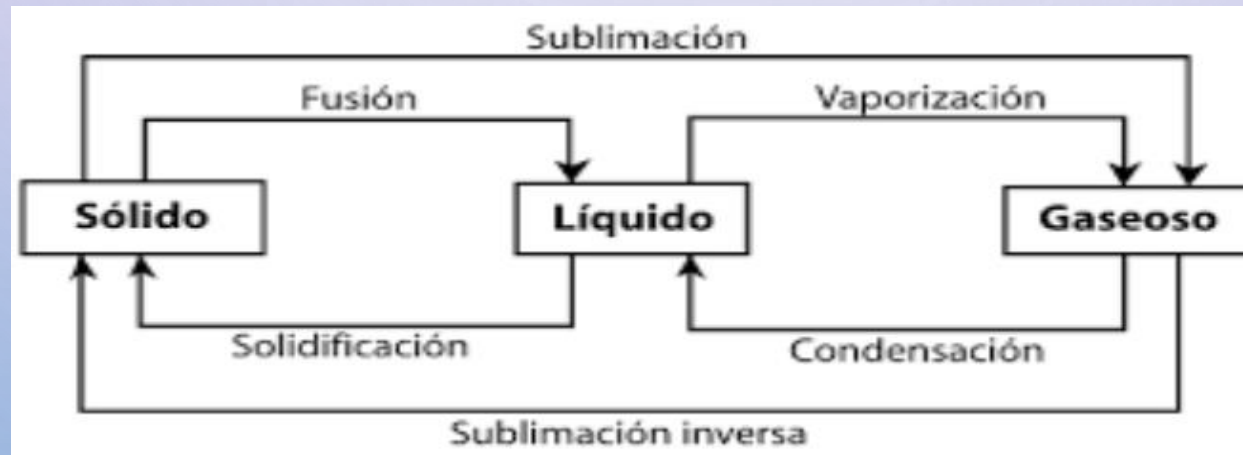 Sublimación
Fusión
Vaporización
Sólido
Líquido
Gaseoso
Solidificación
Condensación
Sublimación inversa